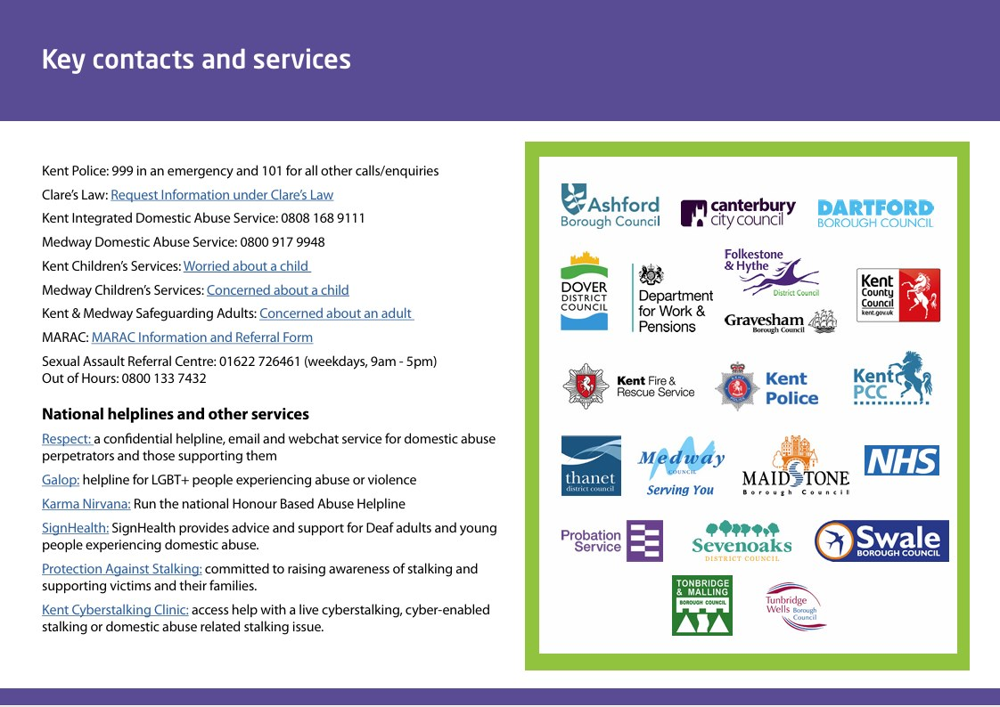 Key contacts and services
Kent Police: 999 in an emergency and 101 for all other calls/enquiries
Clare's Law: Request Information under Clare's Law
Kent Integrated Domestic Abuse Service: 0808 168 9111
Medway Domestic Abuse Service: 0800 917 9948
Kent Children's Services: Worried about a child
Medway Children's Services: Concerned about a child
Kent & Medway Safeguarding Adults: Concerned about an adult
MARAC: MARAC Information and Referral Form
Sexual Assault Referral Centre: 01622 726461 (weekdays, 9am - 5pm)
Out of Hours: 0800 133 7432
National helplines and other services
Respect: a confidential helpline, email and webchat service for domestic abuse
perpetrators and those supporting them
Galop: helpline for LGBT+ people experiencing abuse or violence
Karma Nirvana: Run the national Honour Based Abuse Helpline
SignHealth: SignHealth provides advice and support for Deaf adults and young
people experiencing domestic abuse.
Protection Against Stalking: committed to raising awareness of stalking and
supporting victims and their families.
Kent Cyberstalking Clinic: access help with a live cyberstalking, cyber-enabled
stalking or domestic abuse related stalking issue.
Ashford
Borough Council
canterbury
city council
DARTFORD
BOROUGH COUNCIL
DOVER
DISTRICT
COUNCIL
Department
for Work &
Pensions
Folkestone
& Hythe
District Council
Gravesham
Borough Council
Kent
County
Council
kent.gov.uk
Kent Fire &
Rescue Service
Kent
Police
Kent
PCC
thanet
district council
Medway
COUNCIL
Serving You
MAIDSTONE
Borough Council
NHS
Probation
Service
Sevenoaks
DISTRICT COUNCIL
Swale
BOROUGH COUNCIL
TONBRIDGE
& MALLING
BOROUGH COUNCIL
Tunbridge
Wells Borough
Council